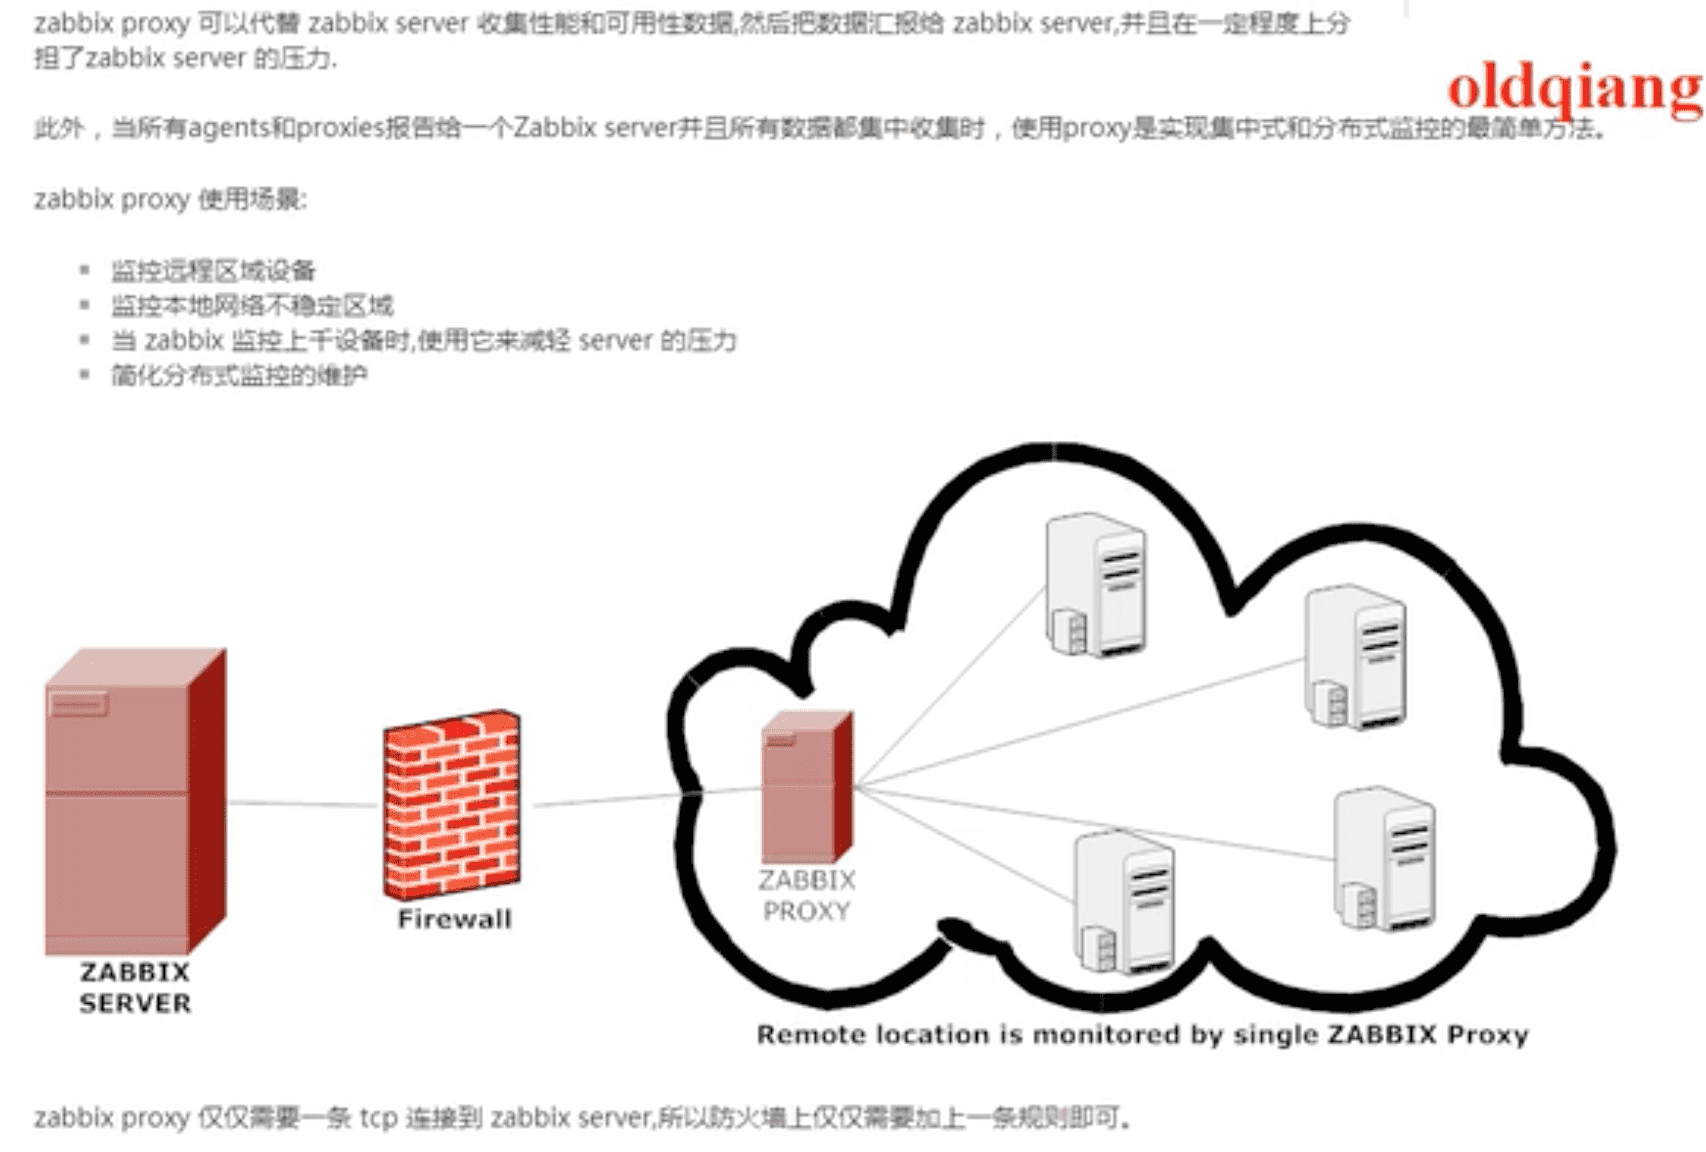 zabbix proxy 可以代替 zabbix server 收集性能和可用性数据,然后把数据汇报给 zabbix server,并且在一定程度上分
担了zabbix server 的压力.
oldqiang
此外，当所有agents和proxies报告给一个Zabbix server并且所有数据都集中收集时，使用proxy是实现集中式和分布式监控的最简单方法。
zabbix proxy 使用场景:
▪ 监控远程区域设备
▪ 监控本地网络不稳定区域
▪ 当 zabbix 监控上千设备时,使用它来减轻 server 的压力
▪ 简化分布式监控的维护
ZABBIX
PROXY
Firewall
ZABBIX
SERVER
Remote location is monitored by single ZABBIX Proxy
zabbix proxy 仅仅需要一条 tcp 连接到 zabbix server,所以防火墙上仅仅需要加上一条规则即可。